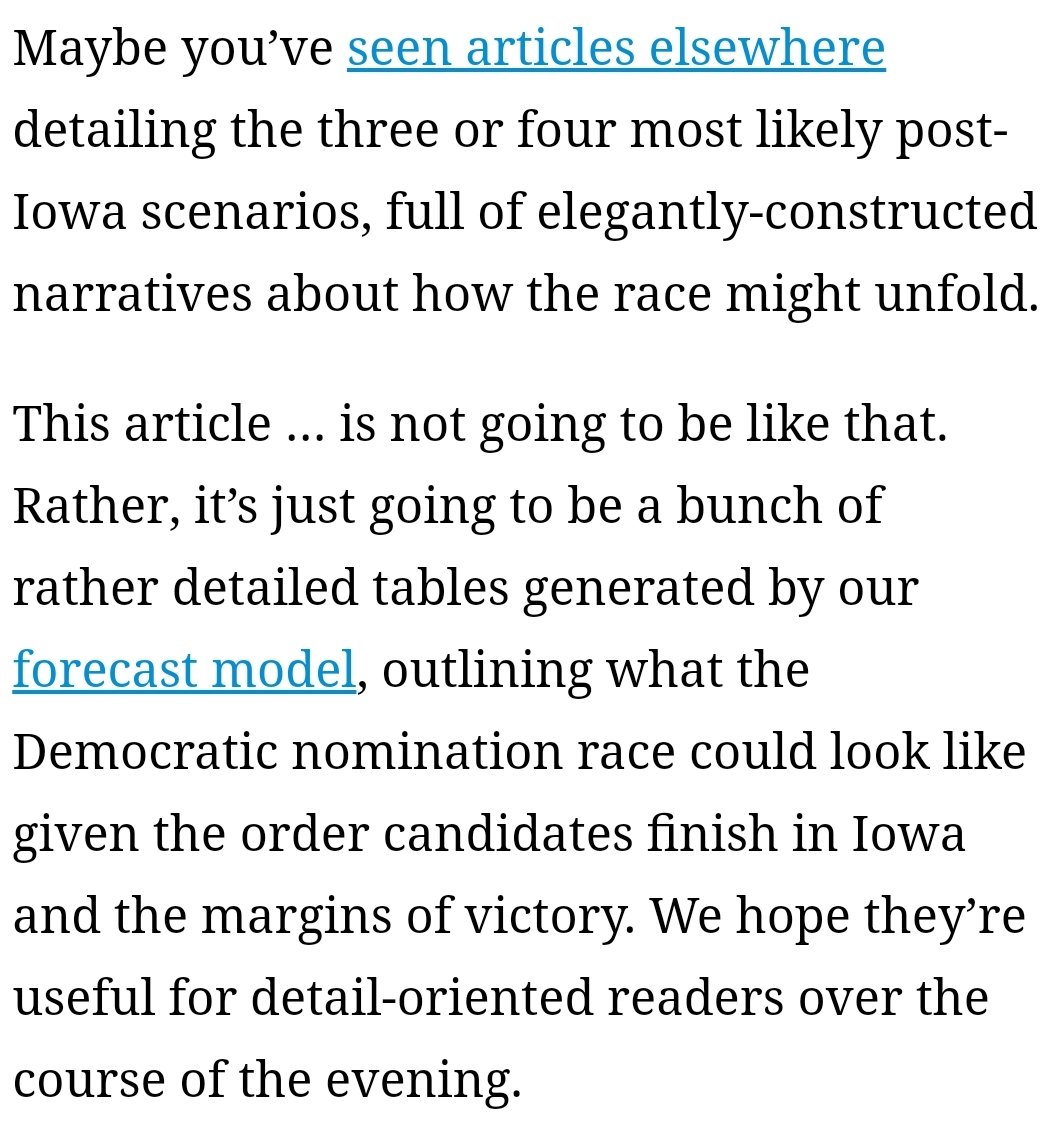 Maybe you’ve seen articles elsewhere
detailing the three or four most likely post-
Iowa scenarios, full of elegantly-constructed
narratives about how the race might unfold.
This article … is not going to be like that.
Rather, it’s just going to be a bunch of
rather detailed tables generated by our
forecast model, outlining what the
Democratic nomination race could look like
given the order candidates finish in Iowa
and the margins of victory. We hope they’re
useful for detail-oriented readers over the
course of the evening.